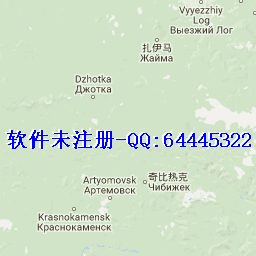 Vyyezzhiy
Log
Выезжий Лог
扎伊马
Жайма
Dzhotka
Джотка
软件未注册-QQ:64445322
Artyomovsk
Артемовск
奇比热克
Чибижек
Krasnokamensk
Краснокаменск